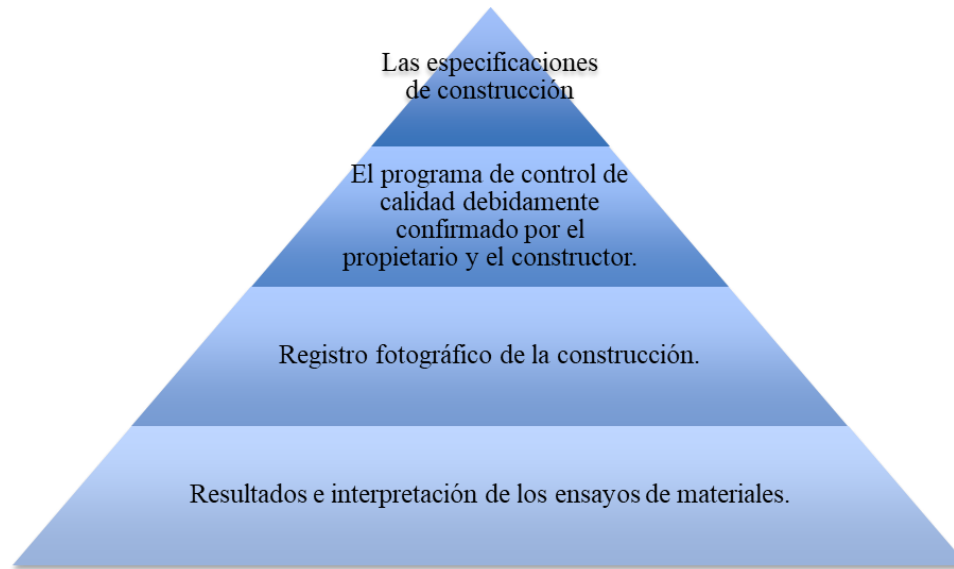 Las especificaciones
de construcción
El programa de control de
calidad debidamente
confirmado por el
propietario y el constructor.
Registro fotográfico de la construcción.
Resultados e interpretación de los ensayos de materiales.